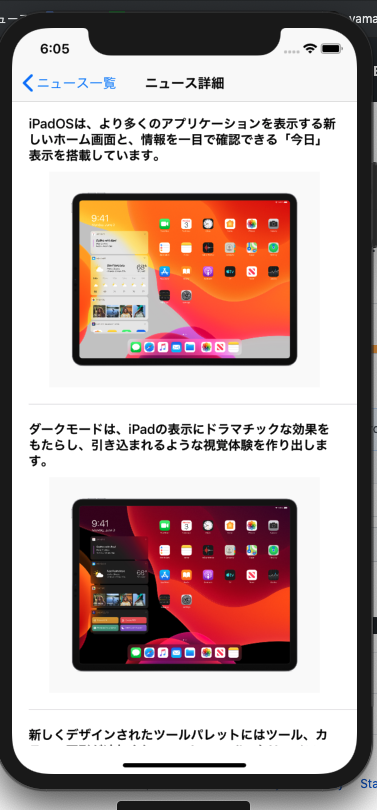 ニュー
yama
6:05
ニュース一覧
ニュース詳細
iPadOSは、より多くのアプリケーションを表示する新
しいホーム画面と、情報を一目で確認できる「今日」
表示を搭載しています。
9:41
ダークモードは、iPadの表示にドラマチックな効果を
もたらし、引き込まれるような視覚体験を作り出しま
す。
9:41
新しくデザインされたツールパレットにはツール、カ
Sta